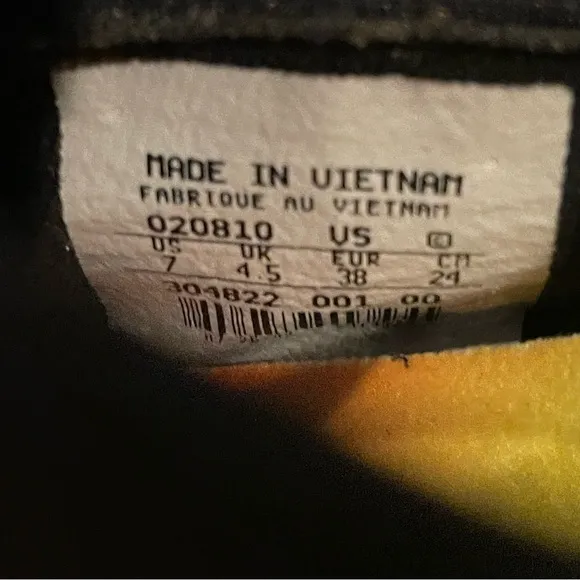 MADE IN VIETNAM
FABRIQUE AU VIETNAM
020810 VS C
US UK EUR CM
7 4.5 38 24
304822 001 00